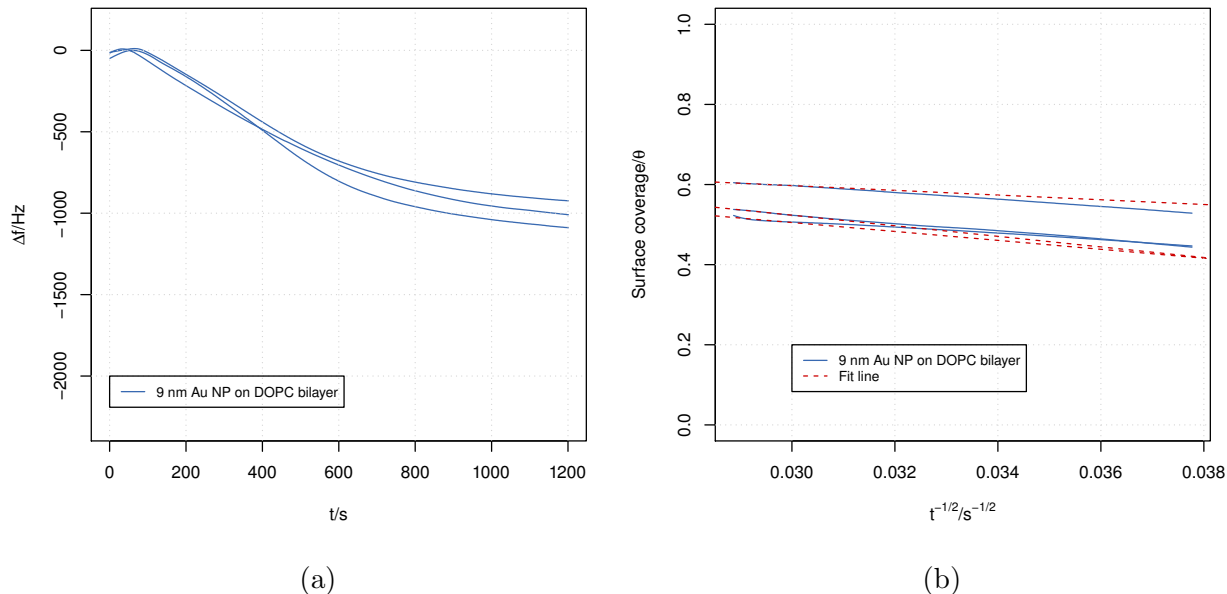 Δf/Hz
0
−500
−1000
−1500
−2000
0 200 400 600 800 1000 1200
t/s
9 nm Au NP on DOPC bilayer
(a)
Surface coverage/θ
1.0
0.8
0.6
0.4
0.2
0.0
0.030 0.032 0.034 0.036 0.038
t⁻¹/²/s⁻¹/²
9 nm Au NP on DOPC bilayer
Fit line
(b)